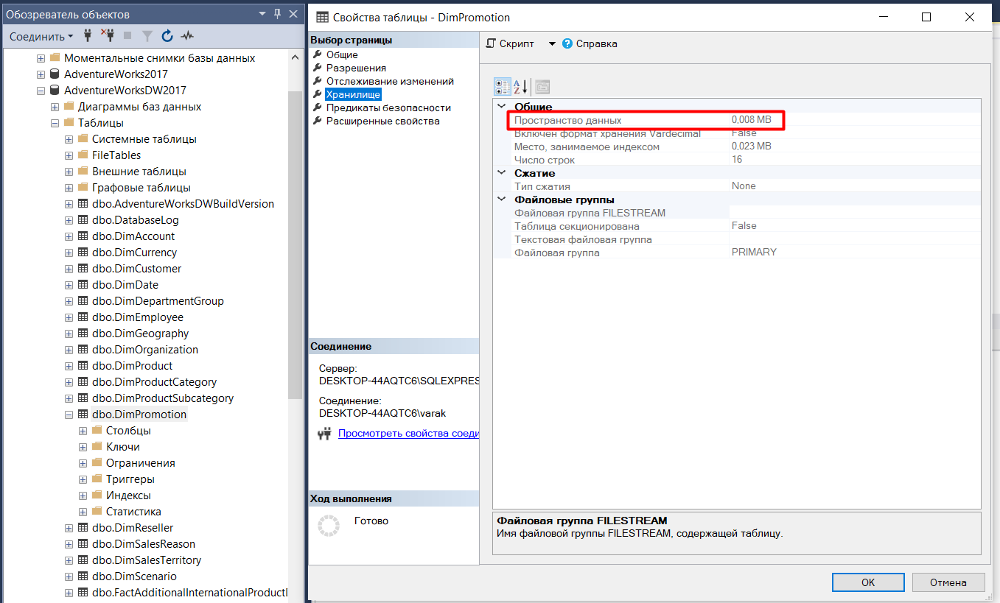 Обозреватель объектов
Соединить
Моментальные снимки базы данных
AdventureWorks2017
AdventureWorksDW2017
Диаграммы баз данных
Таблицы
Системные таблицы
FileTables
Внешние таблицы
Графовые таблицы
dbo.AdventureWorksDWBuildVersion
dbo.DatabaseLog
dbo.DimAccount
dbo.DimCurrency
dbo.DimCustomer
dbo.DimDate
dbo.DimDepartmentGroup
dbo.DimEmployee
dbo.DimGeography
dbo.DimOrganization
dbo.DimProduct
dbo.DimProductCategory
dbo.DimProductSubcategory
dbo.DimPromotion
Столбцы
Ключи
Ограничения
Триггеры
Индексы
Статистика
dbo.DimReseller
dbo.DimSalesReason
dbo.DimSalesTerritory
dbo.DimScenario
dbo.FactAdditionalInternationalProduct
Свойства таблицы - DimPromotion
Выбор страницы
Общие
Разрешения
Отслеживание изменений
Хранилище
Предикаты безопасности
Расширенные свойства
Соединение
Сервер:
DESKTOP-44AQTC6\SQLEXPRES
Соединение:
DESKTOP-44AQTC6\varak
Просмотреть свойства соеди
Ход выполнения
Готово
Скрипт Справка
Общие
Пространство данных 0,008 MB
Включен формат хранения Vardecimal False
Место, занимаемое индексом 0,023 MB
Число строк 16
Сжатие
Тип сжатия None
Файловые группы
Файловая группа FILESTREAM
Таблица секционирована False
Текстовая файловая группа
Файловая группа PRIMARY
Файловая группа FILESTREAM
Имя файловой группы FILESTREAM, содержащей таблицу.
OK Отмена